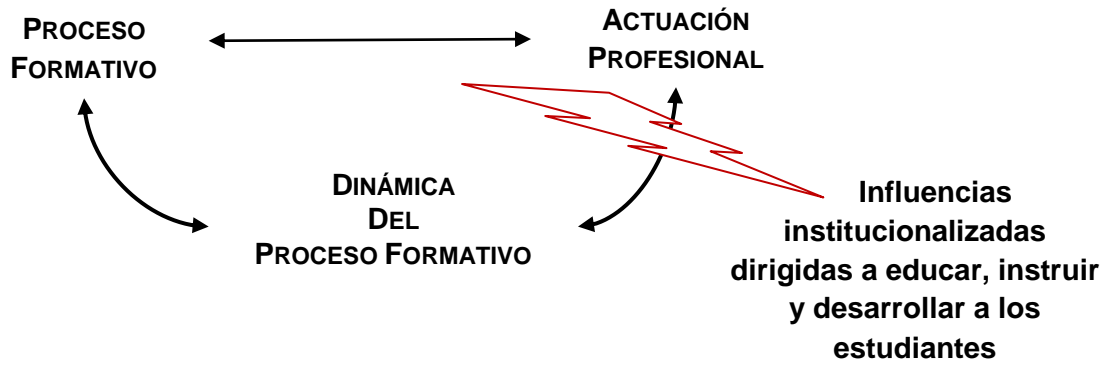 PROCESO
FORMATIVO
ACTUACIÓN
PROFESIONAL
DINÁMICA
DEL
PROCESO FORMATIVO
Influencias
institucionalizadas
dirigidas a educar, instruir
y desarrollar a los
estudiantes